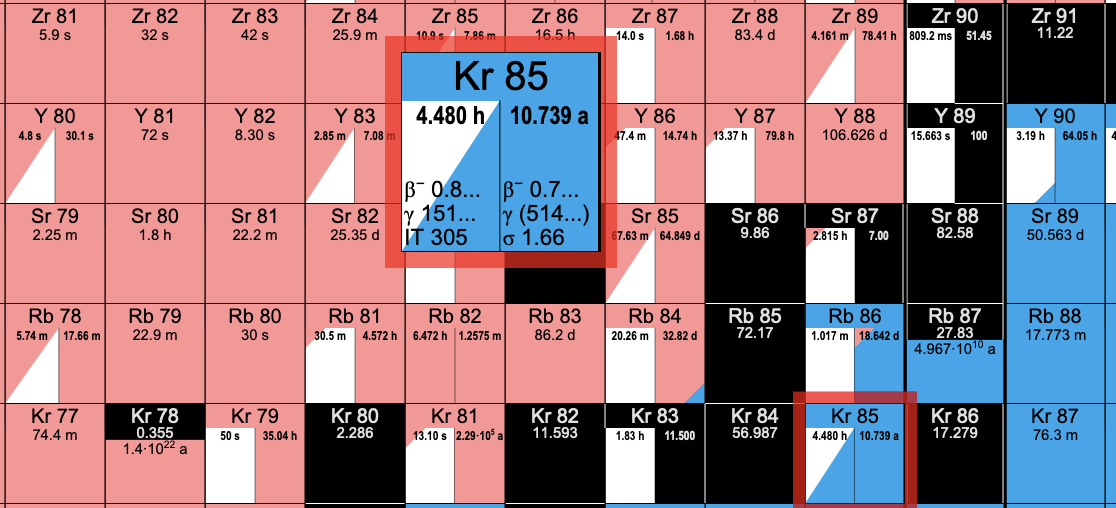 Zr 81 Zr 82 Zr 83 Zr 84 Zr 85 Zr 86 Zr 87 Zr 88 Zr 89 Zr 90 Zr 91
5.9 s 32 s 42 s 25.9 m 10.9 s 7.86 m 16.5 h 14.0 s 1.68 h 83.4 d 4.161 m 78.41 h 809.2 ms 51.45 11.22
Kr 85
4.480 h 10.739 a
β⁻ 0.8... β⁻ 0.7...
γ 151... γ (514...)
IT 305 σ 1.66
Y 80 Y 81 Y 82 Y 83 Y 86 Y 87 Y 88 Y 89 Y 90
4.8 s 30.1 s 72 s 8.30 s 2.85 m 7.08 m 47.4 m 14.74 h 13.37 h 79.8 h 106.626 d 15.663 s 100 3.19 h 64.05 h 4
Sr 79 Sr 80 Sr 81 Sr 82 Sr 85 Sr 86 Sr 87 Sr 88 Sr 89
2.25 m 1.8 h 22.2 m 25.35 d 67.63 m 64.849 d 9.86 2.815 h 7.00 82.58 50.563 d
Rb 78 Rb 79 Rb 80 Rb 81 Rb 82 Rb 83 Rb 84 Rb 85 Rb 86 Rb 87 Rb 88
5.74 m 17.66 m 22.9 m 30 s 30.5 m 4.572 h 6.472 h 1.2575 m 86.2 d 20.26 m 32.82 d 72.17 1.017 m 18.642 d 27.83 17.773 m
4.967·10¹⁰ a
Kr 77 Kr 78 Kr 79 Kr 80 Kr 81 Kr 82 Kr 83 Kr 84 Kr 85 Kr 86 Kr 87
74.4 m 0.355 50 s 35.04 h 2.286 13.10 s 2.29·10⁵ a 11.593 1.83 h 11.500 56.987 4.480 h 10.739 a 17.279 76.3 m
1.4·10²² a